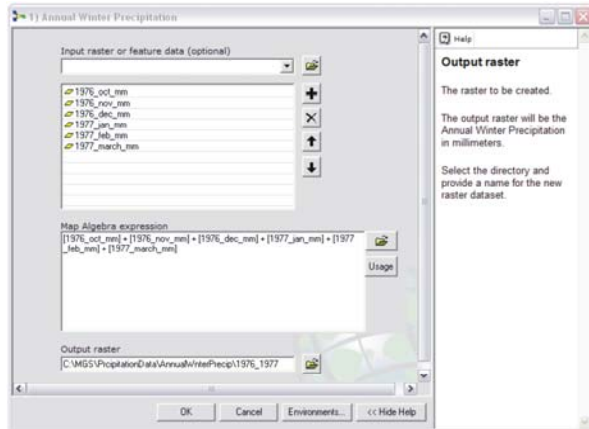 1) Annual Winter Precipitation
Input raster or feature data (optional)
1976_oct_mm
1976_nov_mm
1976_dec_mm
1977_jan_mm
1977_feb_mm
1977_march_mm
Map Algebra expression
[1976_oct_mm] + [1976_nov_mm] + [1976_dec_mm] + [1977_jan_mm] + [1977
_feb_mm] + [1977_march_mm]
Usage
Output raster
C:\MGS\PrcipitationData\AnnualWinterPrecip\1976_1977
OK
Cancel
Environments...
<< Hide Help
Help
Output raster
The raster to be created.
The output raster will be the
Annual Winter Precipitation
in millimeters.
Select the directory and
provide a name for the new
raster dataset.